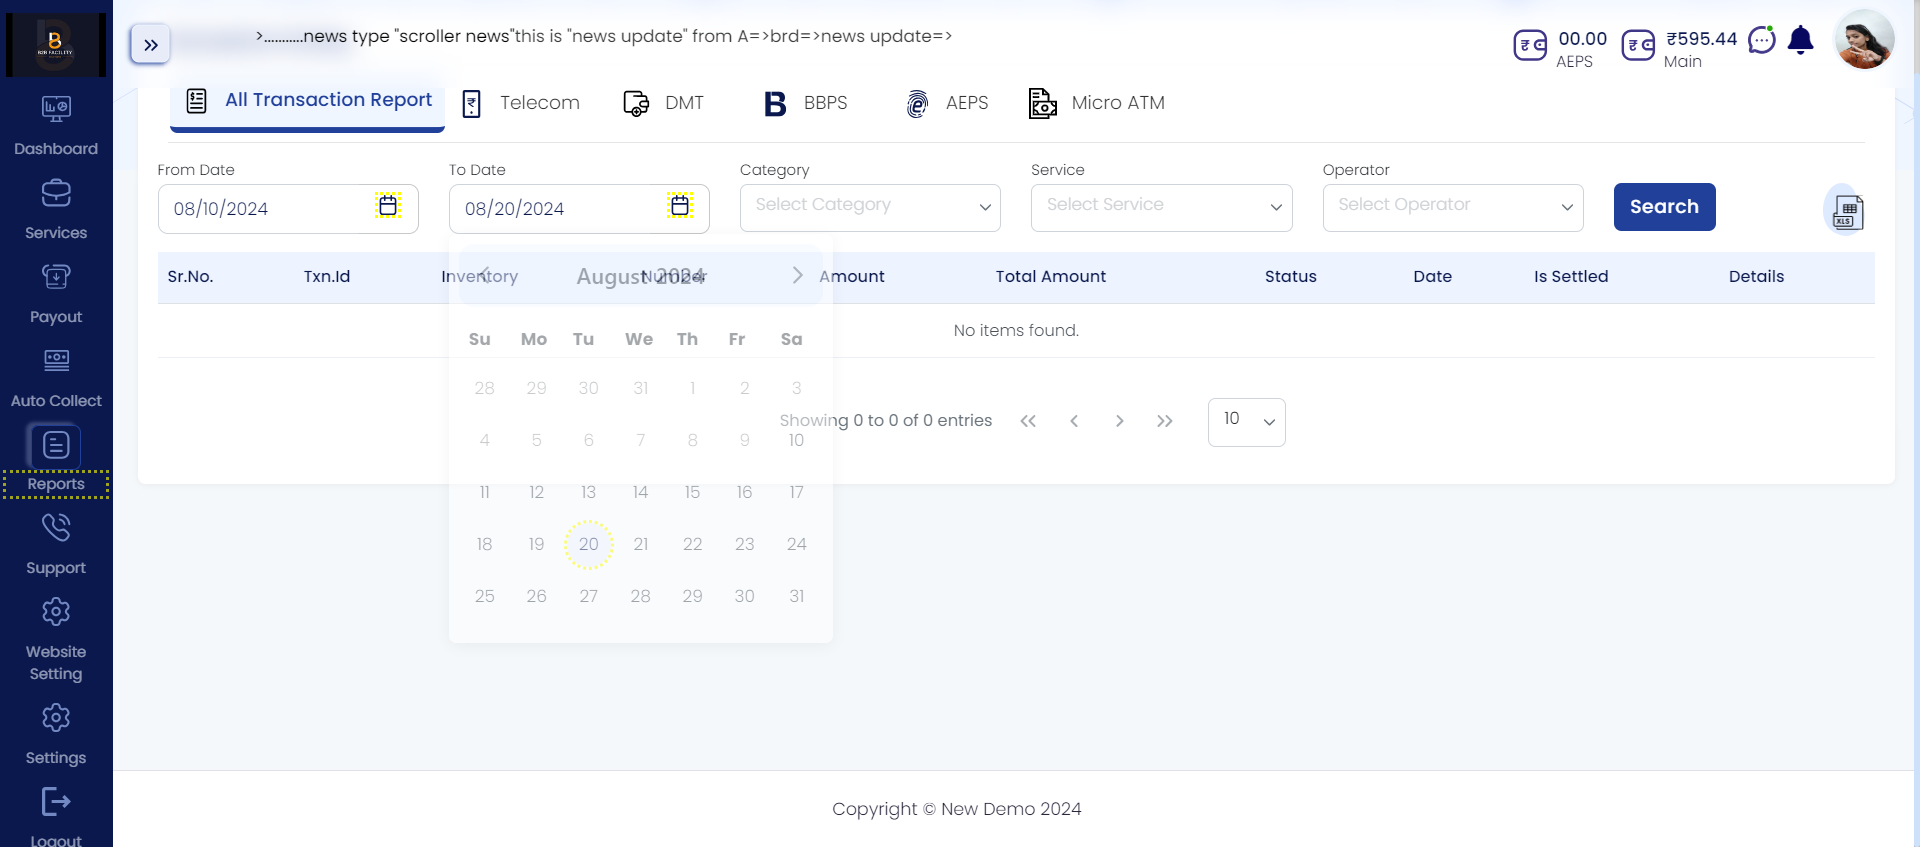 B2B FACILITY
>...........news type "scroller news"this is "news update" from A=>brd=>news update=>
00.00
AEPS
₹595.44
Main
All Transaction Report
Telecom
DMT
BBPS
AEPS
Micro ATM
Dashboard
Services
Payout
Auto Collect
Reports
Support
Website
Setting
Settings
Logout
From Date
To Date
Category
Service
Operator
08/10/2024
08/20/2024
Select Category
Select Service
Select Operator
Search
XLS
Sr.No. Txn.Id Inventory Number Amount Total Amount Status Date Is Settled Details
August 2024
No items found.
Su Mo Tu We Th Fr Sa
28 29 30 31 1 2 3
4 5 6 7 8 9 10
11 12 13 14 15 16 17
18 19 20 21 22 23 24
25 26 27 28 29 30 31
Showing 0 to 0 of 0 entries
10
Copyright © New Demo 2024